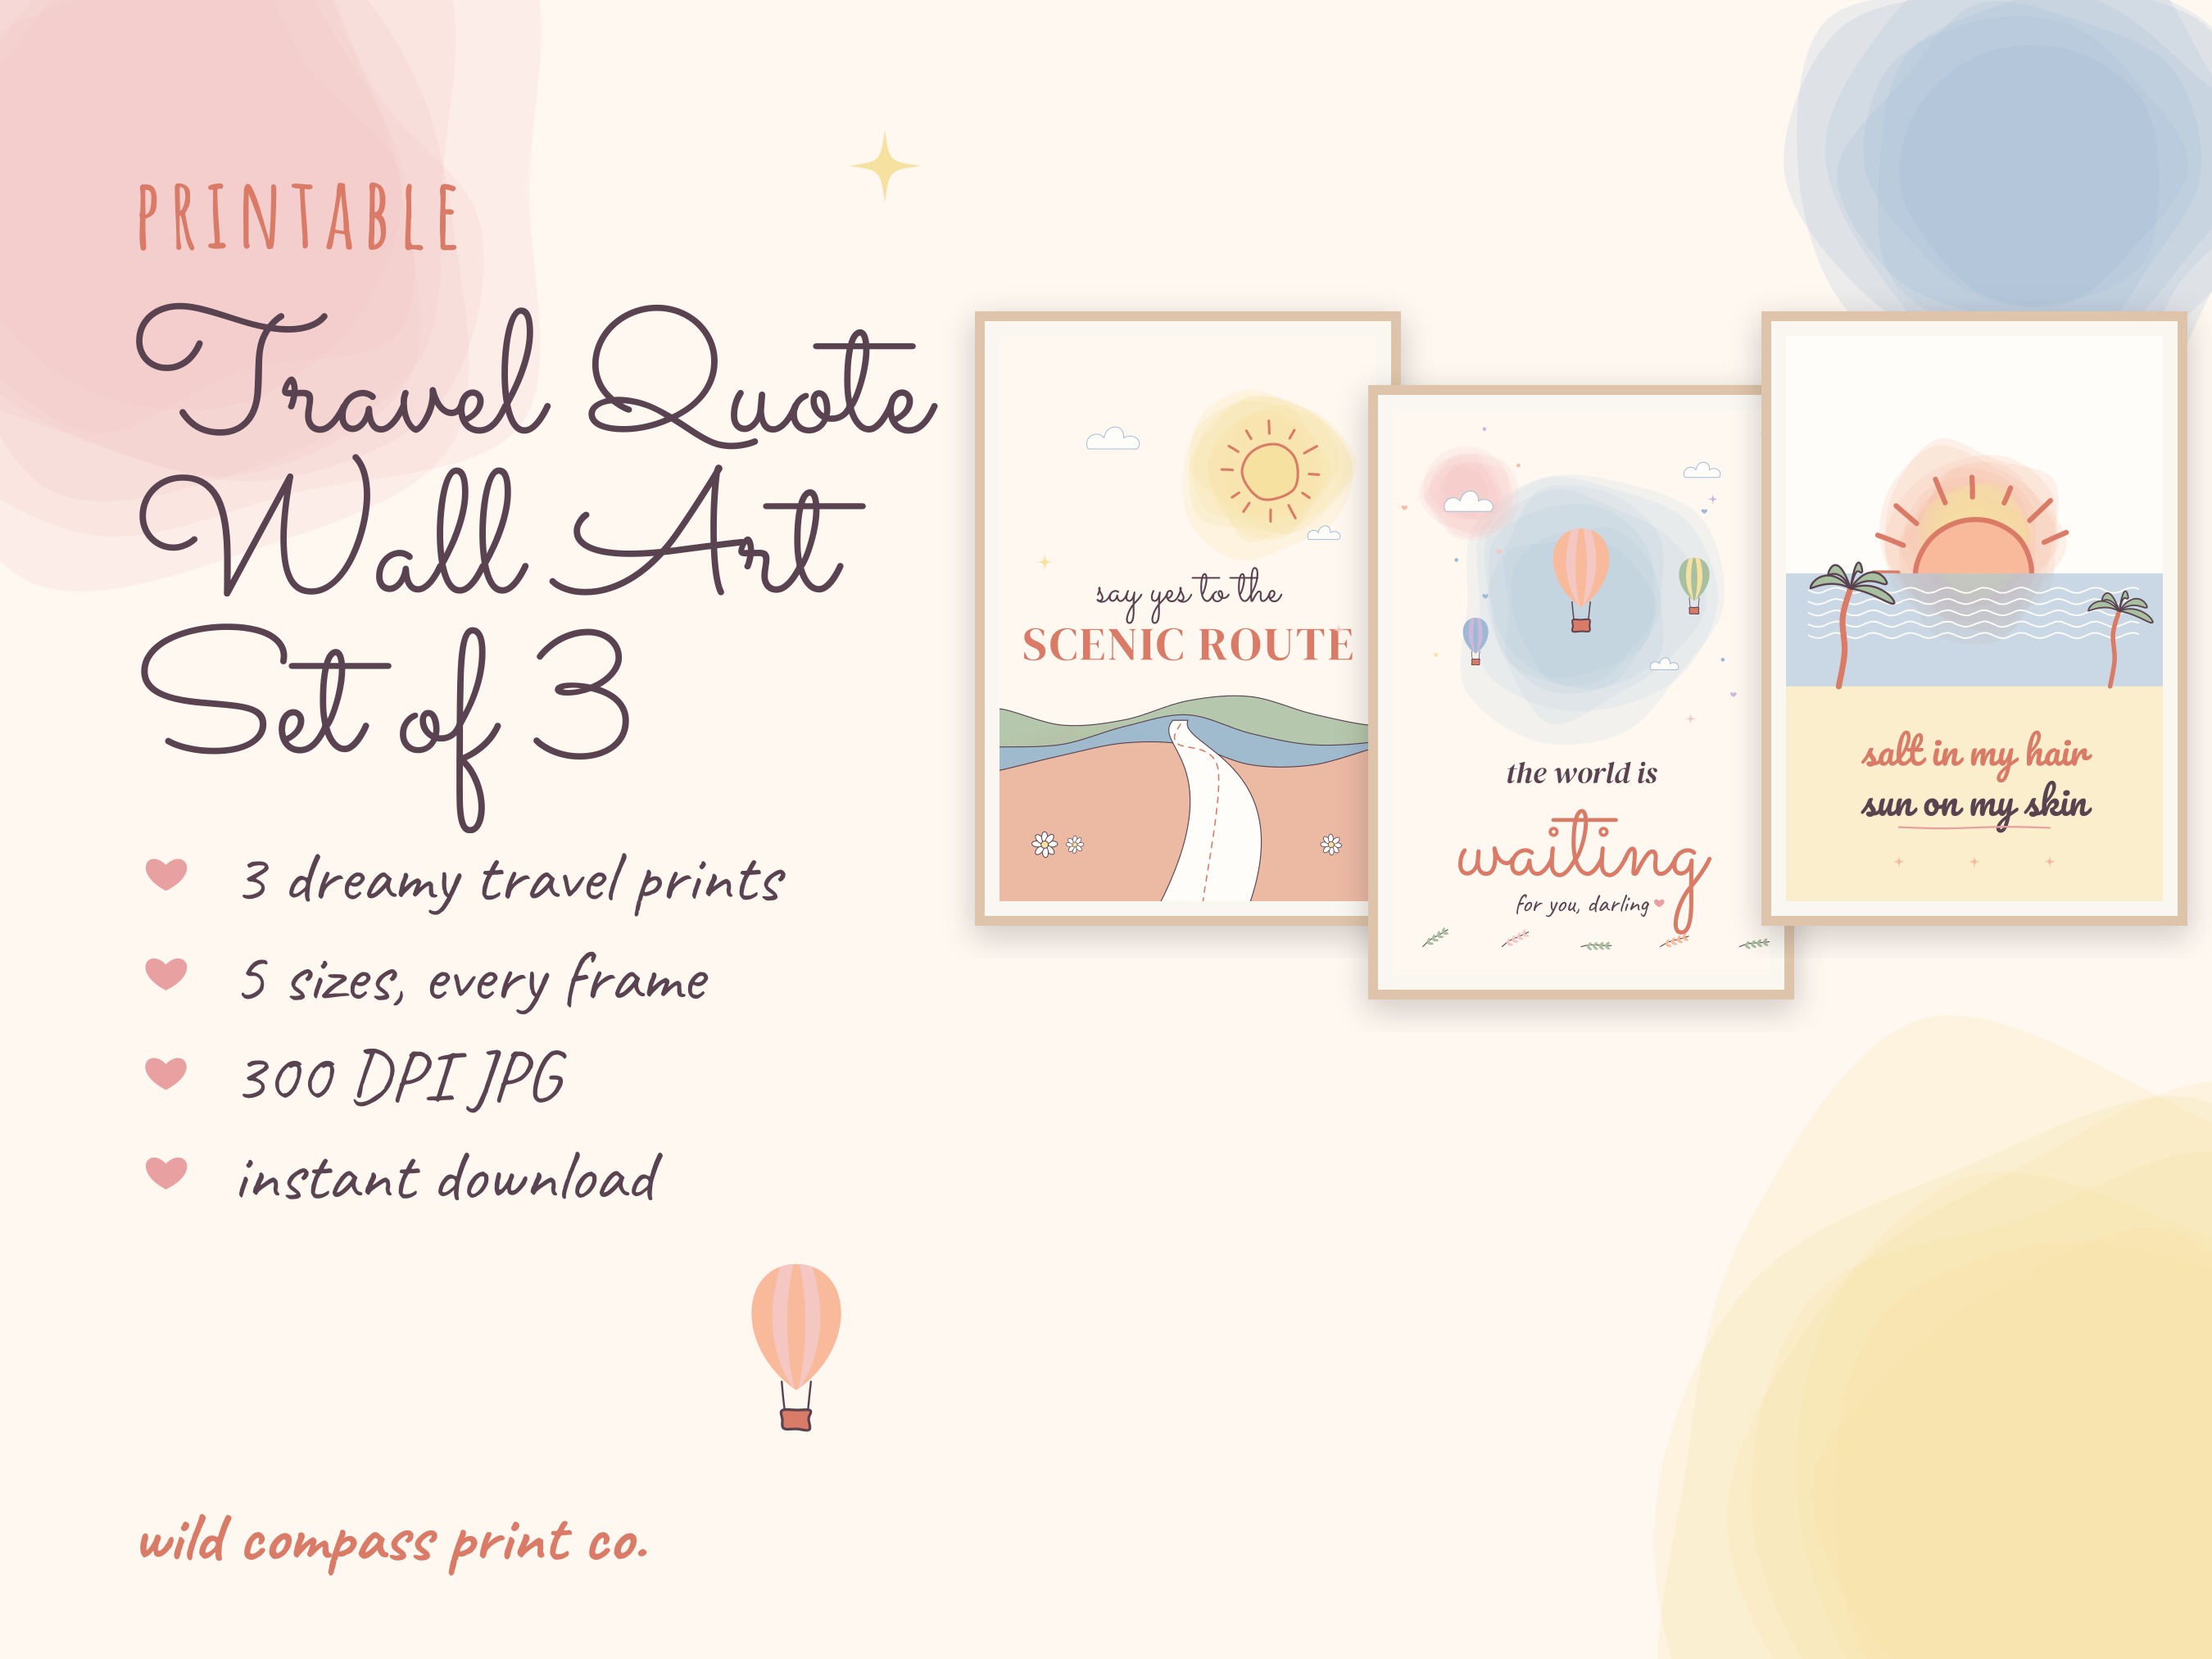 PRINTABLE
Travel Quote
Wall Art
Set of 3
3 dreamy travel prints
5 sizes, every frame
300 DPI JPG
instant download
wild compass print co.
say yes to the
SCENIC ROUTE
the world is
waiting
for you, darling
salt in my hair
sun on my skin